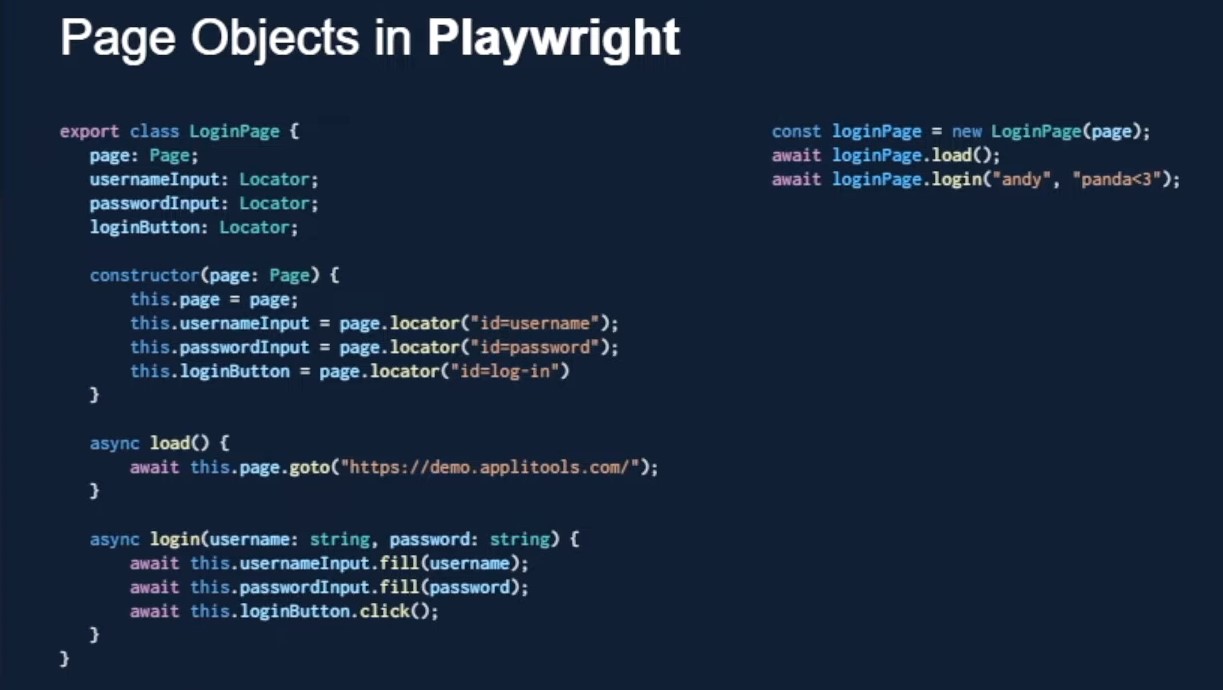 Page Objects in Playwright
export class LoginPage {
page: Page;
usernameInput: Locator;
passwordInput: Locator;
loginButton: Locator;
constructor(page: Page) {
this.page = page;
this.usernameInput = page.locator("id=username");
this.passwordInput = page.locator("id=password");
this.loginButton = page.locator("id=log-in")
}
async load() {
await this.page.goto("https://demo.applitools.com/");
}
async login(username: string, password: string) {
await this.usernameInput.fill(username);
await this.passwordInput.fill(password);
await this.loginButton.click();
}
}
const loginPage = new LoginPage(page);
await loginPage.load();
await loginPage.login("andy", "panda<3");